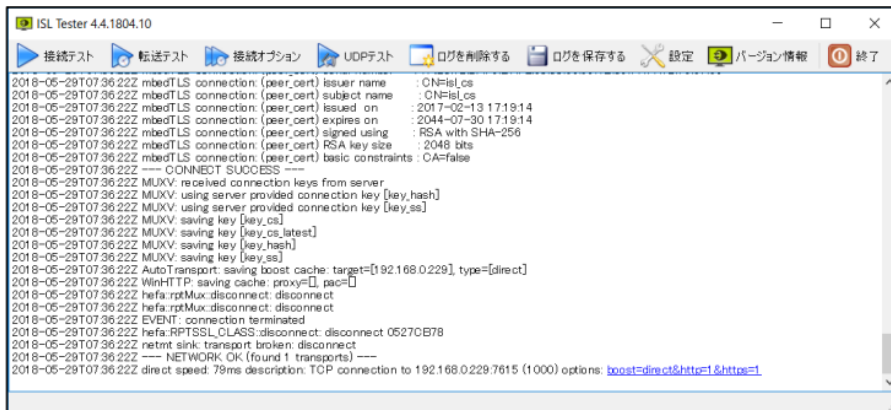 ISL Tester 4.4.1804.10
接続テスト 転送テスト 接続オプション UDPテスト ログを削除する ログを保存する 設定 バージョン情報 終了
2018-05-29T07:36:22Z mbedTLS connection: (peer_cert) issuer name : CN=isl_cs
2018-05-29T07:36:22Z mbedTLS connection: (peer_cert) subject name : CN=isl_cs
2018-05-29T07:36:22Z mbedTLS connection: (peer_cert) issued on : 2017-02-13 17:19:14
2018-05-29T07:36:22Z mbedTLS connection: (peer_cert) expires on : 2044-07-30 17:19:14
2018-05-29T07:36:22Z mbedTLS connection: (peer_cert) signed using : RSA with SHA-256
2018-05-29T07:36:22Z mbedTLS connection: (peer_cert) RSA key size : 2048 bits
2018-05-29T07:36:22Z mbedTLS connection: (peer_cert) basic constraints : CA=false
2018-05-29T07:36:22Z --- CONNECT SUCCESS ---
2018-05-29T07:36:22Z MUXV: received connection keys from server
2018-05-29T07:36:22Z MUXV: using server provided connection key [key_hash]
2018-05-29T07:36:22Z MUXV: using server provided connection key [key_ss]
2018-05-29T07:36:22Z MUXV: saving key [key_cs]
2018-05-29T07:36:22Z MUXV: saving key [key_cs_latest]
2018-05-29T07:36:22Z MUXV: saving key [key_hash]
2018-05-29T07:36:22Z MUXV: saving key [key_ss]
2018-05-29T07:36:22Z AutoTransport: saving boost cache: target=[192.168.0.229], type=[direct]
2018-05-29T07:36:22Z WinHTTP: saving cache: proxy=[], pac=[]
2018-05-29T07:36:22Z hefa::rptMux::disconnect: disconnect
2018-05-29T07:36:22Z hefa::rptMux::disconnect: disconnect
2018-05-29T07:36:22Z EVENT: connection terminated
2018-05-29T07:36:22Z hefa::RPTSSL_CLASS::disconnect: disconnect 0527CB78
2018-05-29T07:36:22Z netmt sink: transport broken: disconnect
2018-05-29T07:36:22Z --- NETWORK OK (found 1 transports) ---
2018-05-29T07:36:22Z direct speed: 79ms description: TCP connection to 192.168.0.229:7615 (1000) options: boost=direct&http=1&https=1